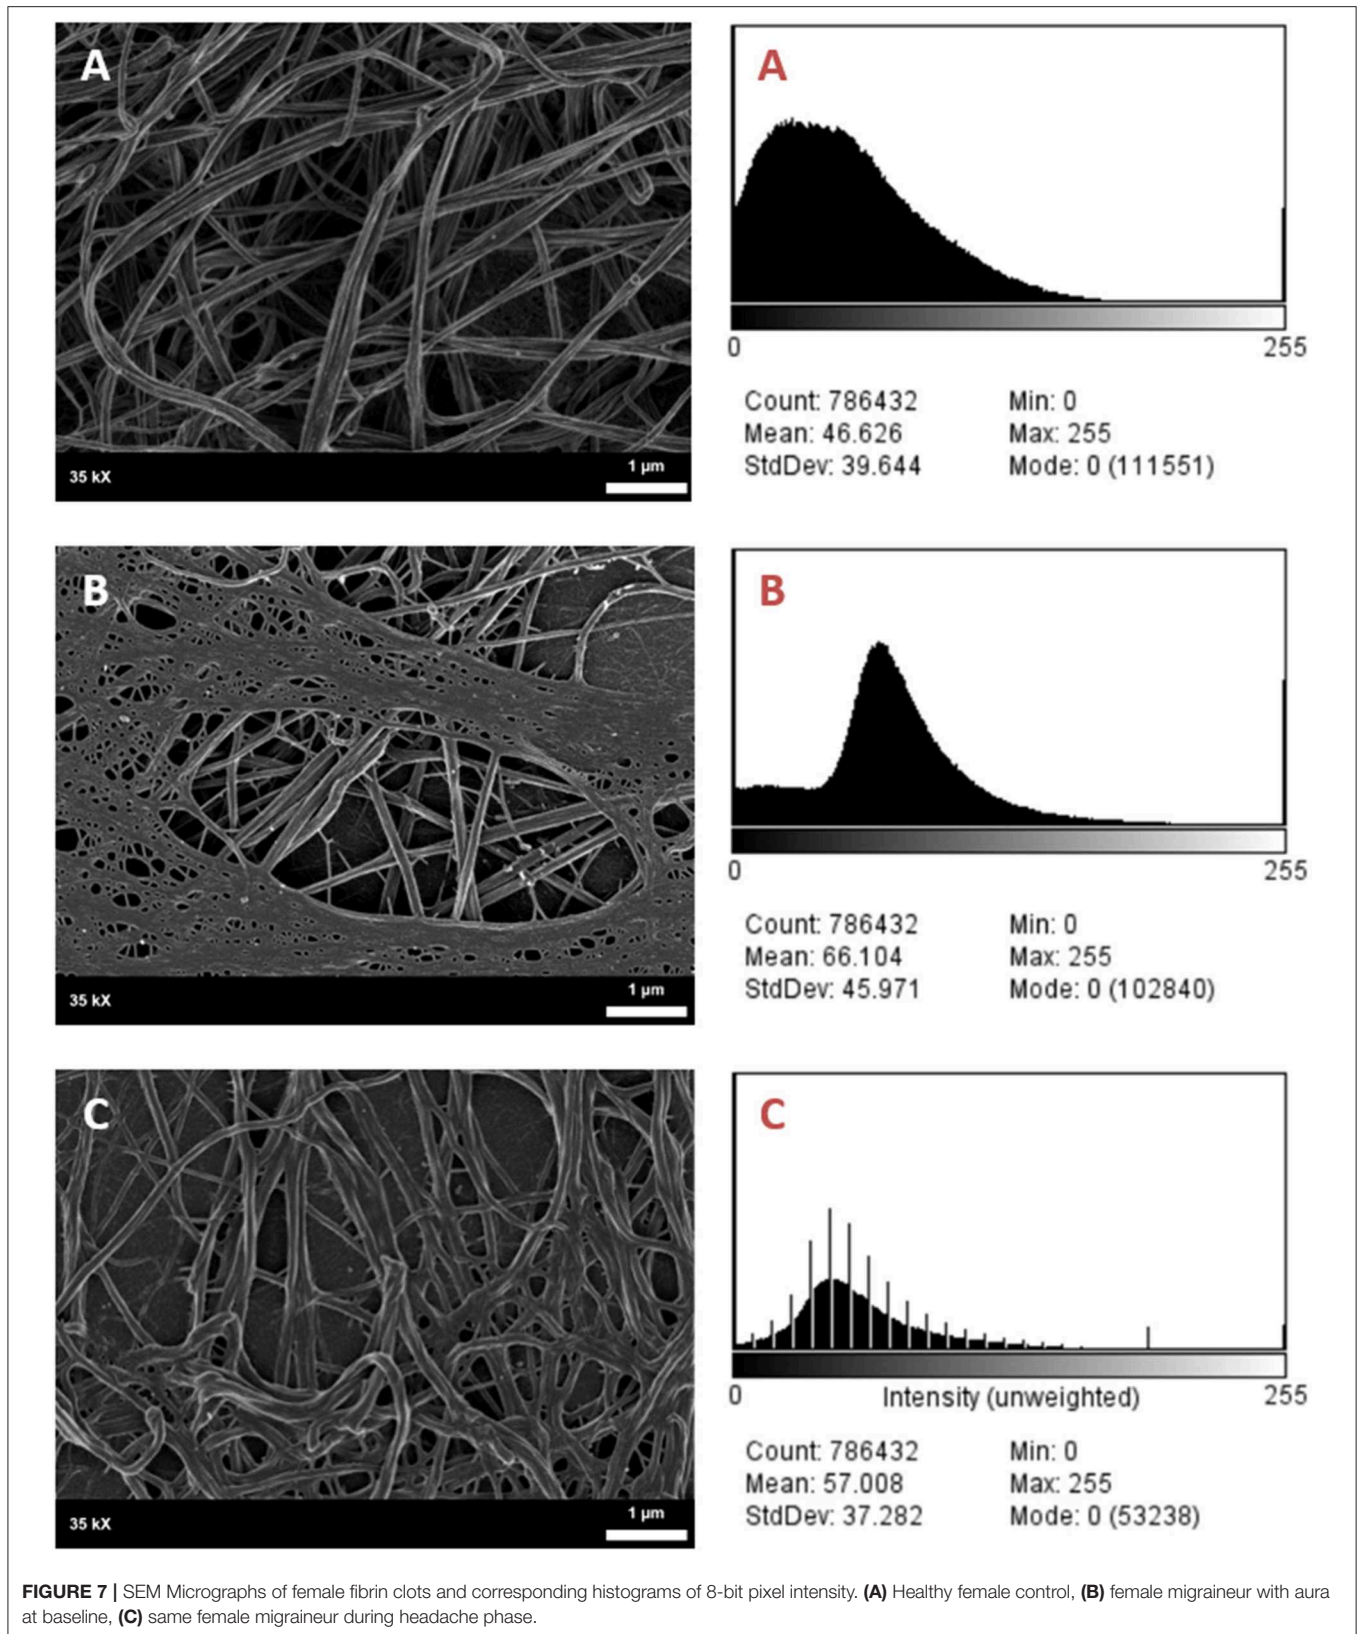 A
35 kX
1 µm
A
0
255
Count: 786432
Min: 0
Mean: 46.626
Max: 255
StdDev: 39.644
Mode: 0 (111551)
B
35 kX
1 µm
B
0
255
Count: 786432
Min: 0
Mean: 66.104
Max: 255
StdDev: 45.971
Mode: 0 (102840)
C
35 kX
1 µm
C
0
Intensity (unweighted)
255
Count: 786432
Min: 0
Mean: 57.008
Max: 255
StdDev: 37.282
Mode: 0 (53238)
FIGURE 7 | SEM Micrographs of female fibrin clots and corresponding histograms of 8-bit pixel intensity. (A) Healthy female control, (B) female migraineur with aura
at baseline, (C) same female migraineur during headache phase.